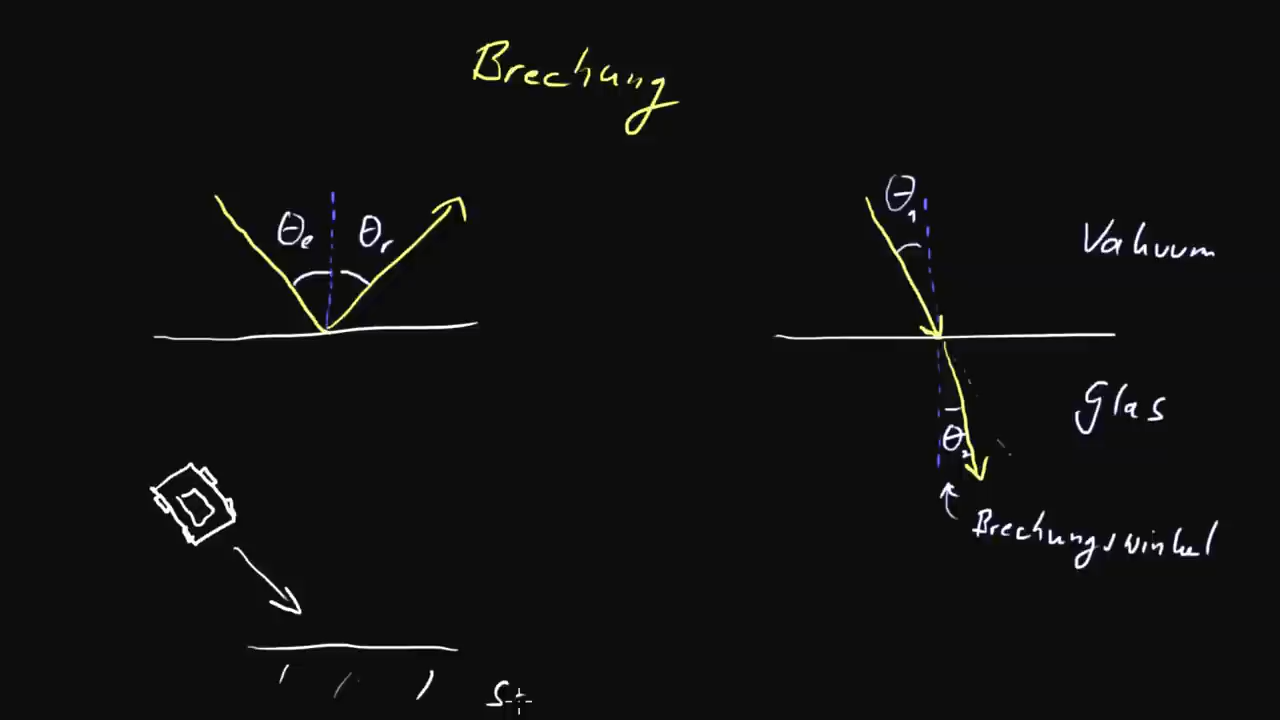 Brechung
θe θr
θ1
Vakuum
Glas
θ2
Brechungswinkel